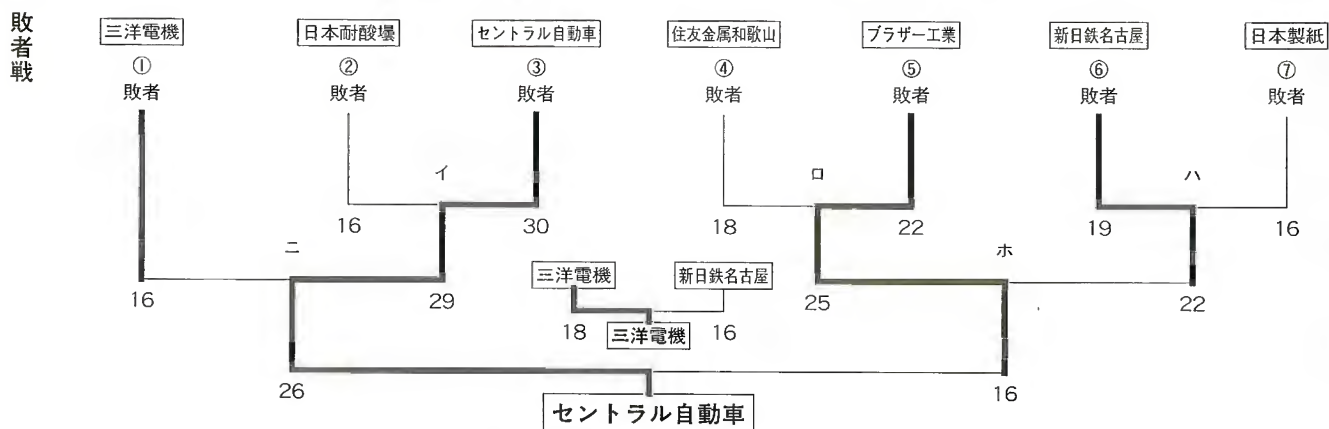 敗者戦
三洋電機 日本耐酸壜 セントラル自動車 住友金属和歌山 ブラザー工業 新日鉄名古屋 日本製紙
① ② ③ ④ ⑤ ⑥ ⑦
敗者 敗者 敗者 敗者 敗者 敗者 敗者
イ ロ ハ
16 30 18 22 19 16
ニ ホ
三洋電機 新日鉄名古屋
16 29 25 22
18 三洋電機 16
26 16
セントラル自動車